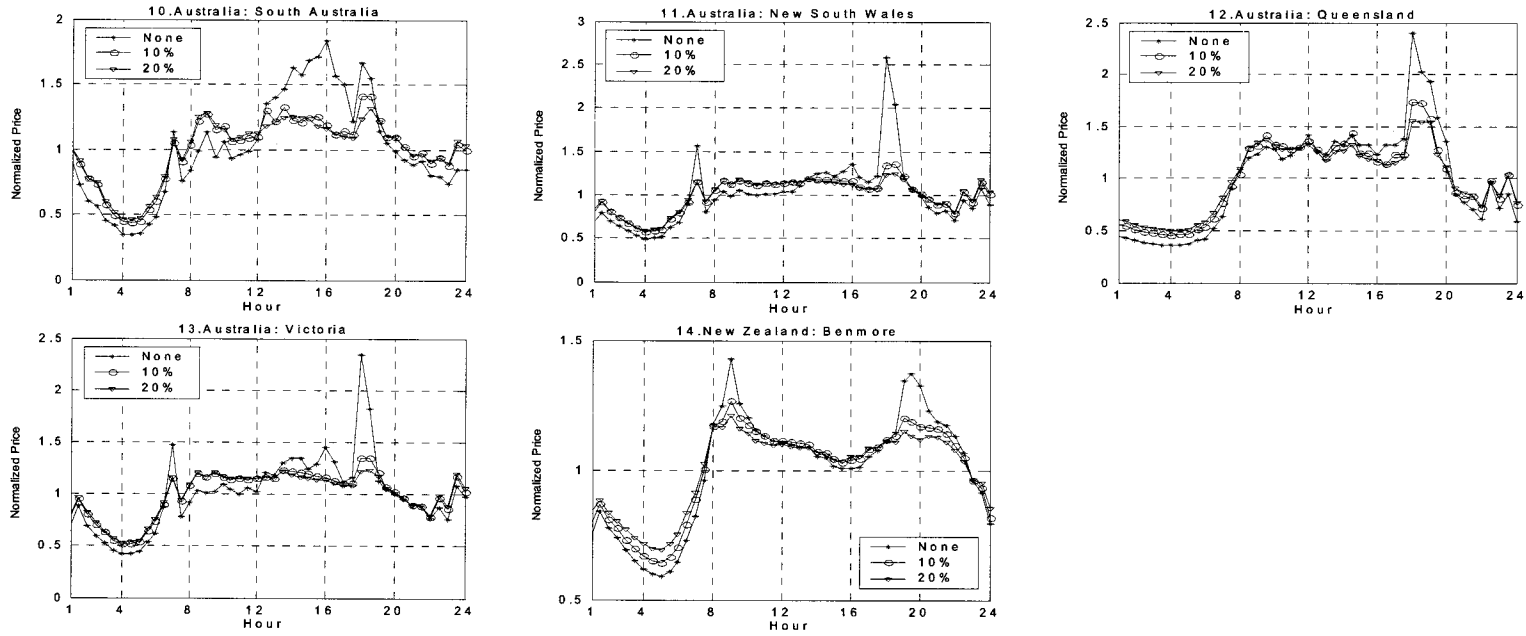 10.Australia: South Australia
2
1.5
1
0.5
0
Normalized Price
None
10%
20%
1 4 8 12 16 20 24
Hour
11.Australia: New South Wales
3
2.5
2
1.5
1
0.5
0
Normalized Price
None
10%
20%
1 4 8 12 16 20 24
Hour
12.Australia: Queensland
2.5
2
1.5
1
0.5
0
Normalized Price
None
10%
20%
1 4 8 12 16 20 24
Hour
13.Australia: Victoria
2.5
2
1.5
1
0.5
0
Normalized Price
None
10%
20%
1 4 8 12 16 20 24
Hour
14.New Zealand: Benmore
1.5
1
0.5
Normalized Price
None
10%
20%
1 4 8 12 16 20 24
Hour